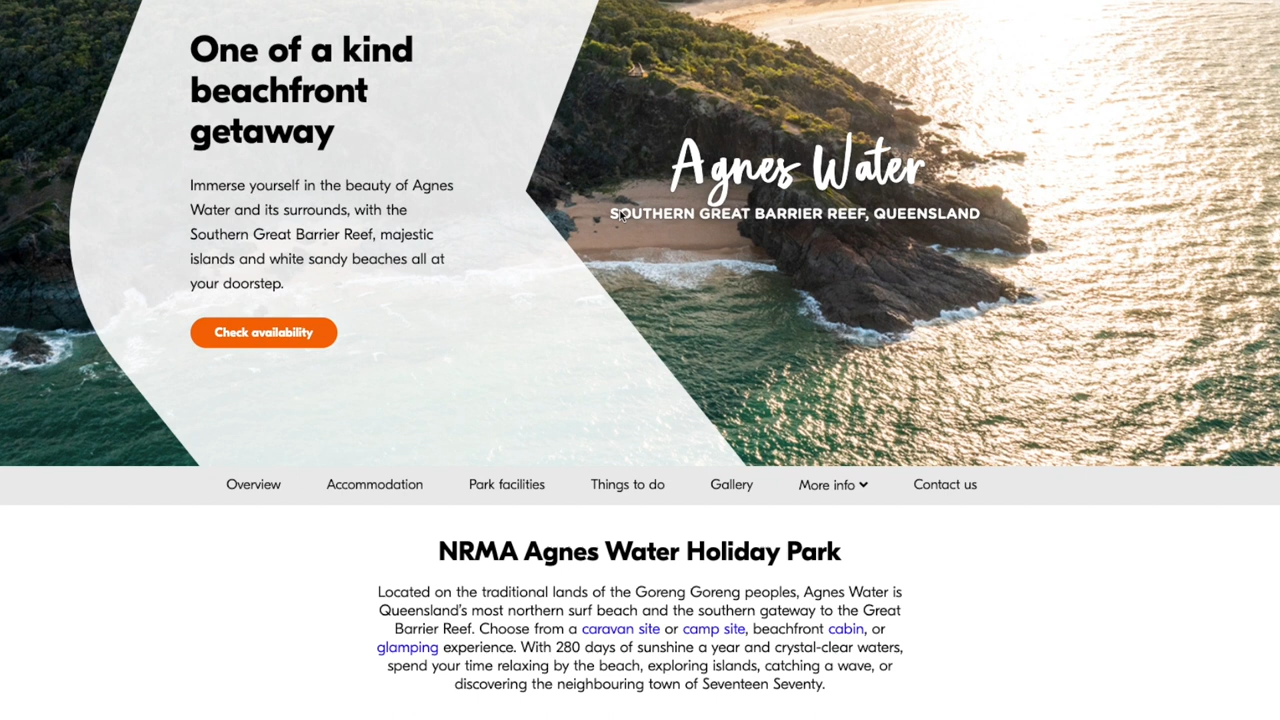 One of a kind
beachfront
getaway
Immerse yourself in the beauty of Agnes
Water and its surrounds, with the
Southern Great Barrier Reef, majestic
islands and white sandy beaches all at
your doorstep.
Check availability
Agnes Water
SOUTHERN GREAT BARRIER REEF, QUEENSLAND
Overview Accommodation Park facilities Things to do Gallery More info Contact us
NRMA Agnes Water Holiday Park
Located on the traditional lands of the Goreng Goreng peoples, Agnes Water is
Queensland's most northern surf beach and the southern gateway to the Great
Barrier Reef. Choose from a caravan site or camp site, beachfront cabin, or
glamping experience. With 280 days of sunshine a year and crystal-clear waters,
spend your time relaxing by the beach, exploring islands, catching a wave, or
discovering the neighbouring town of Seventeen Seventy.